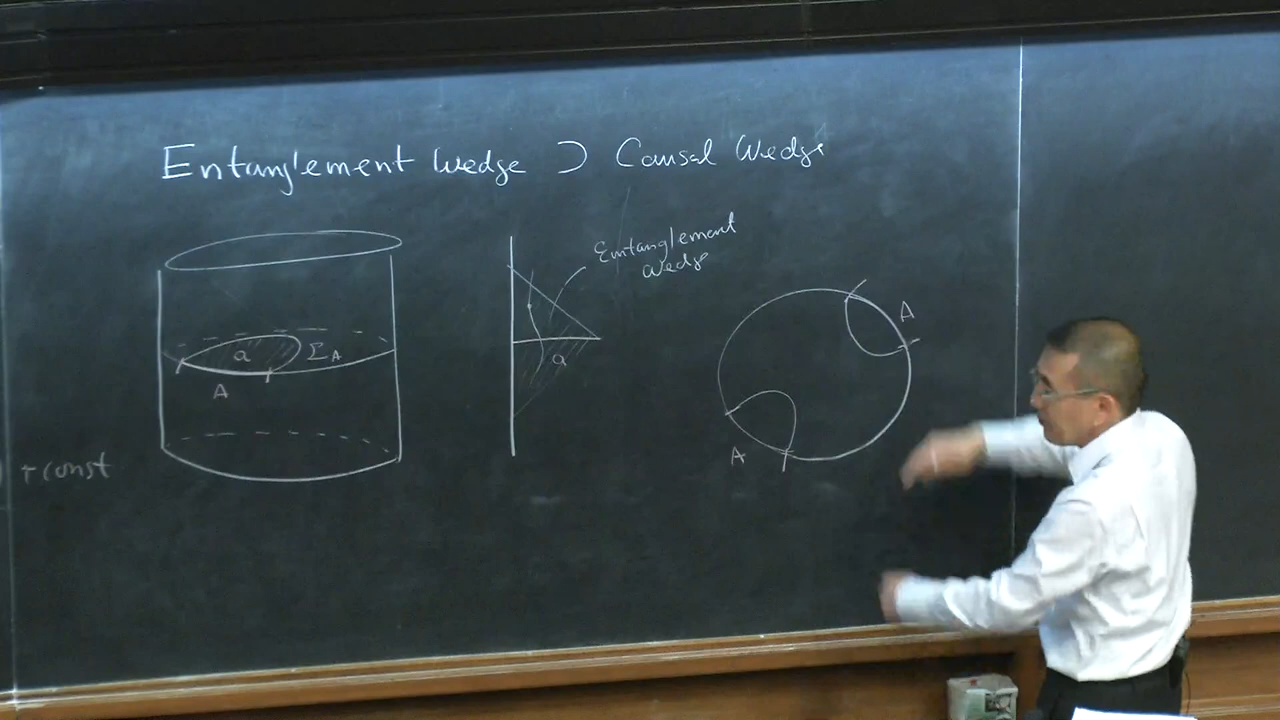 Entanglement Wedge ⊃ Causal Wedge
Entanglement
Wedge
a
Σ_A
A
a
A
A
+ const